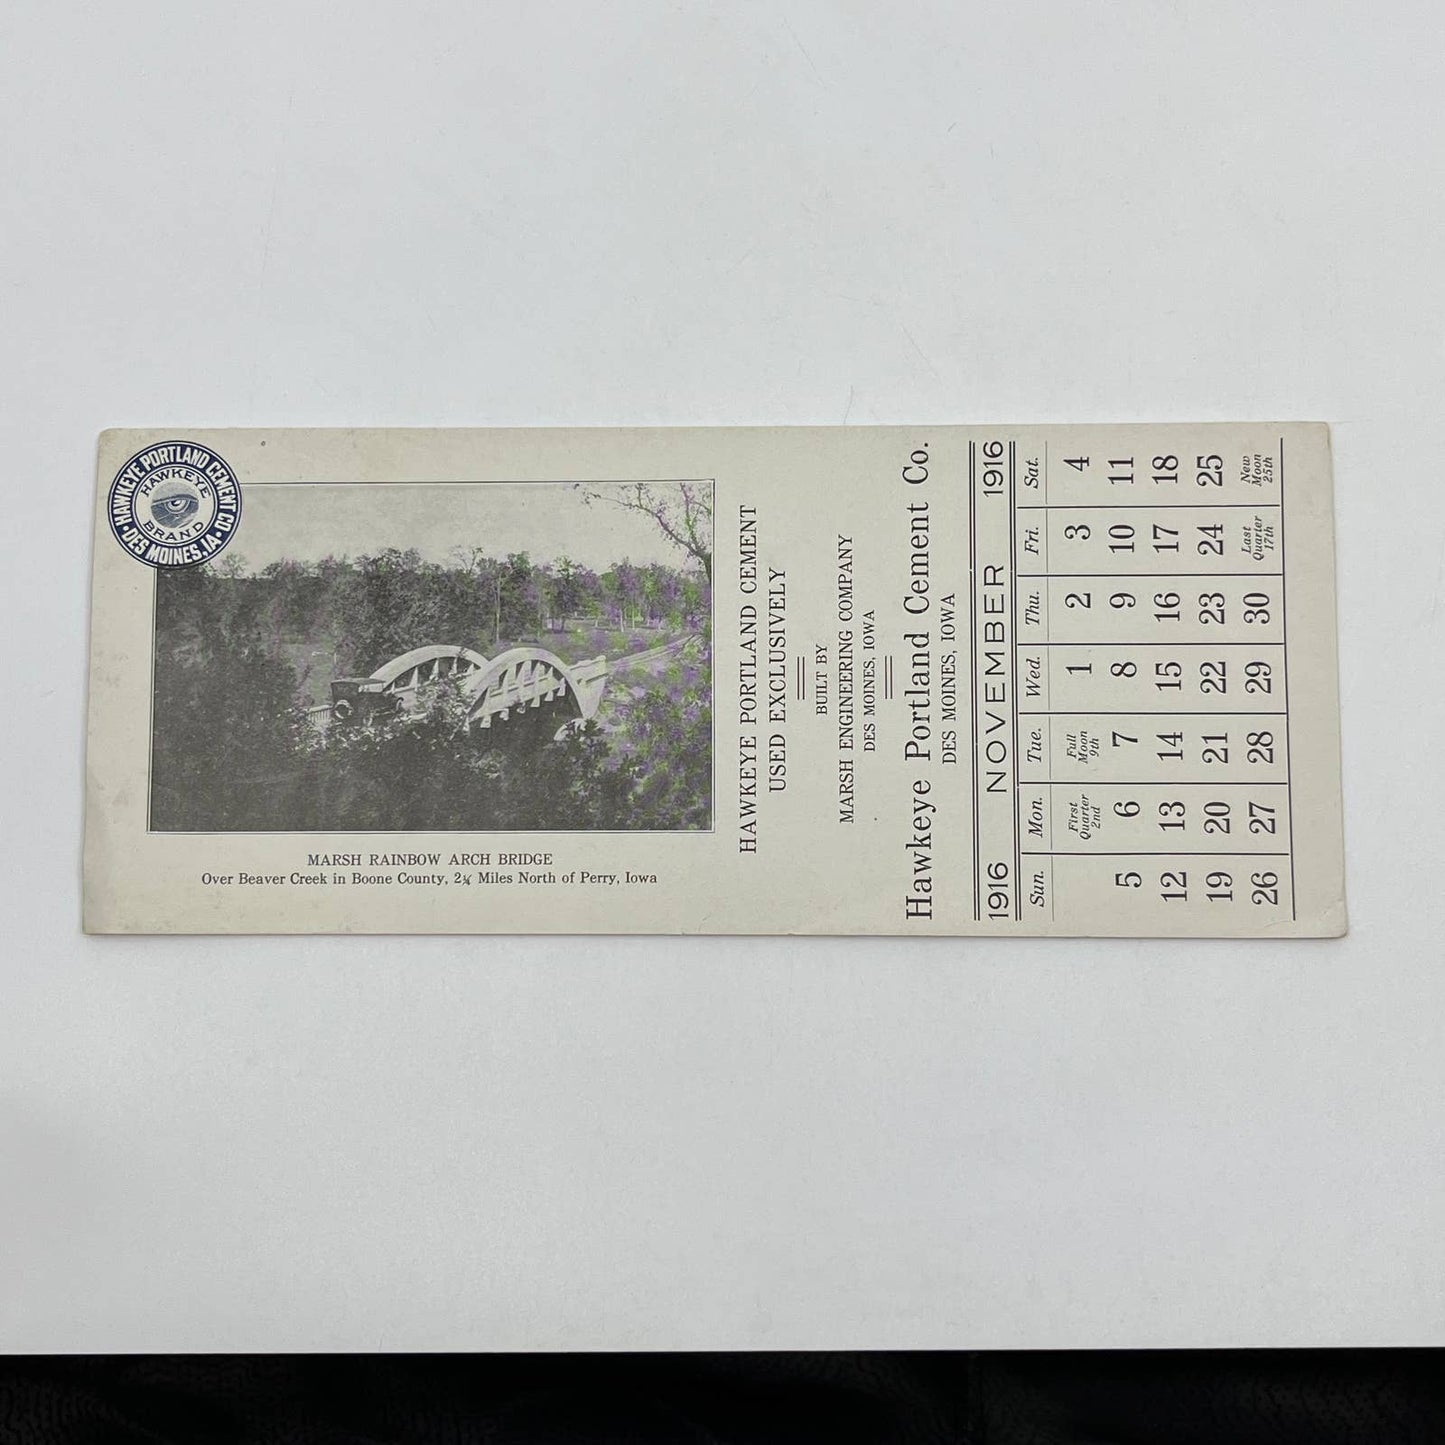 HAWKEYE PORTLAND CEMENT CO.
DES MOINES, IA.
HAWKEYE
BRAND
MARSH RAINBOW ARCH BRIDGE
Over Beaver Creek in Boone County, 2¼ Miles North of Perry, Iowa
HAWKEYE PORTLAND CEMENT
USED EXCLUSIVELY
BUILT BY
MARSH ENGINEERING COMPANY
DES MOINES, IOWA
Hawkeye Portland Cement Co.
DES MOINES, IOWA
1916 NOVEMBER 1916
Sun. Mon. Tue. Wed. Thu. Fri. Sat.
First Quarter 2nd Full Moon 9th 1 2 3 4
5 6 7 8 9 10 11
12 13 14 15 16 17 18
19 20 21 22 23 24 25
26 27 28 29 30 Last Quarter 17th New Moon 25th